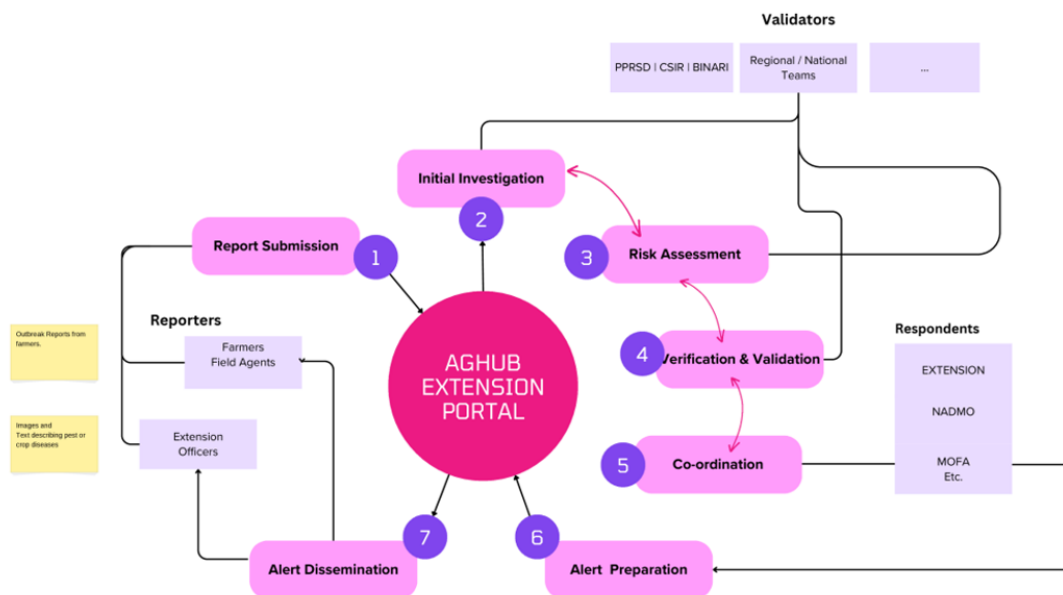 Validators
PPRSD | CSIR | BINARI
Regional / National
Teams
...
Initial Investigation
2
Report Submission
1
3
Risk Assessment
Reporters
Outbreak Reports from
farmers.
Farmers
Field Agents
AGHUB
EXTENSION
PORTAL
4
Verification & Validation
Respondents
EXTENSION
NADMO
MOFA
Etc.
Images and
Text describing pest or
crop diseases
Extension
Officers
5
Co-ordination
7
Alert Dissemination
6
Alert Preparation